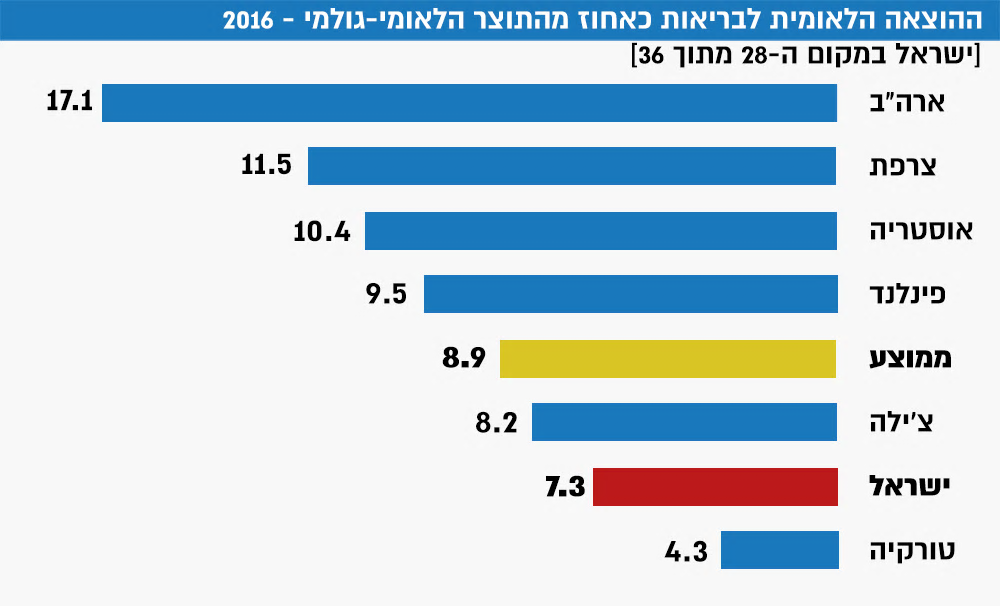 ההוצאה הלאומית לבריאות כאחוז מהתוצר הלאומי-גולמי - 2016
[ישראל במקום ה-28 מתוך 36]
ארה"ב 17.1
צרפת 11.5
אוסטריה 10.4
פינלנד 9.5
ממוצע 8.9
צ'ילה 8.2
ישראל 7.3
טורקיה 4.3